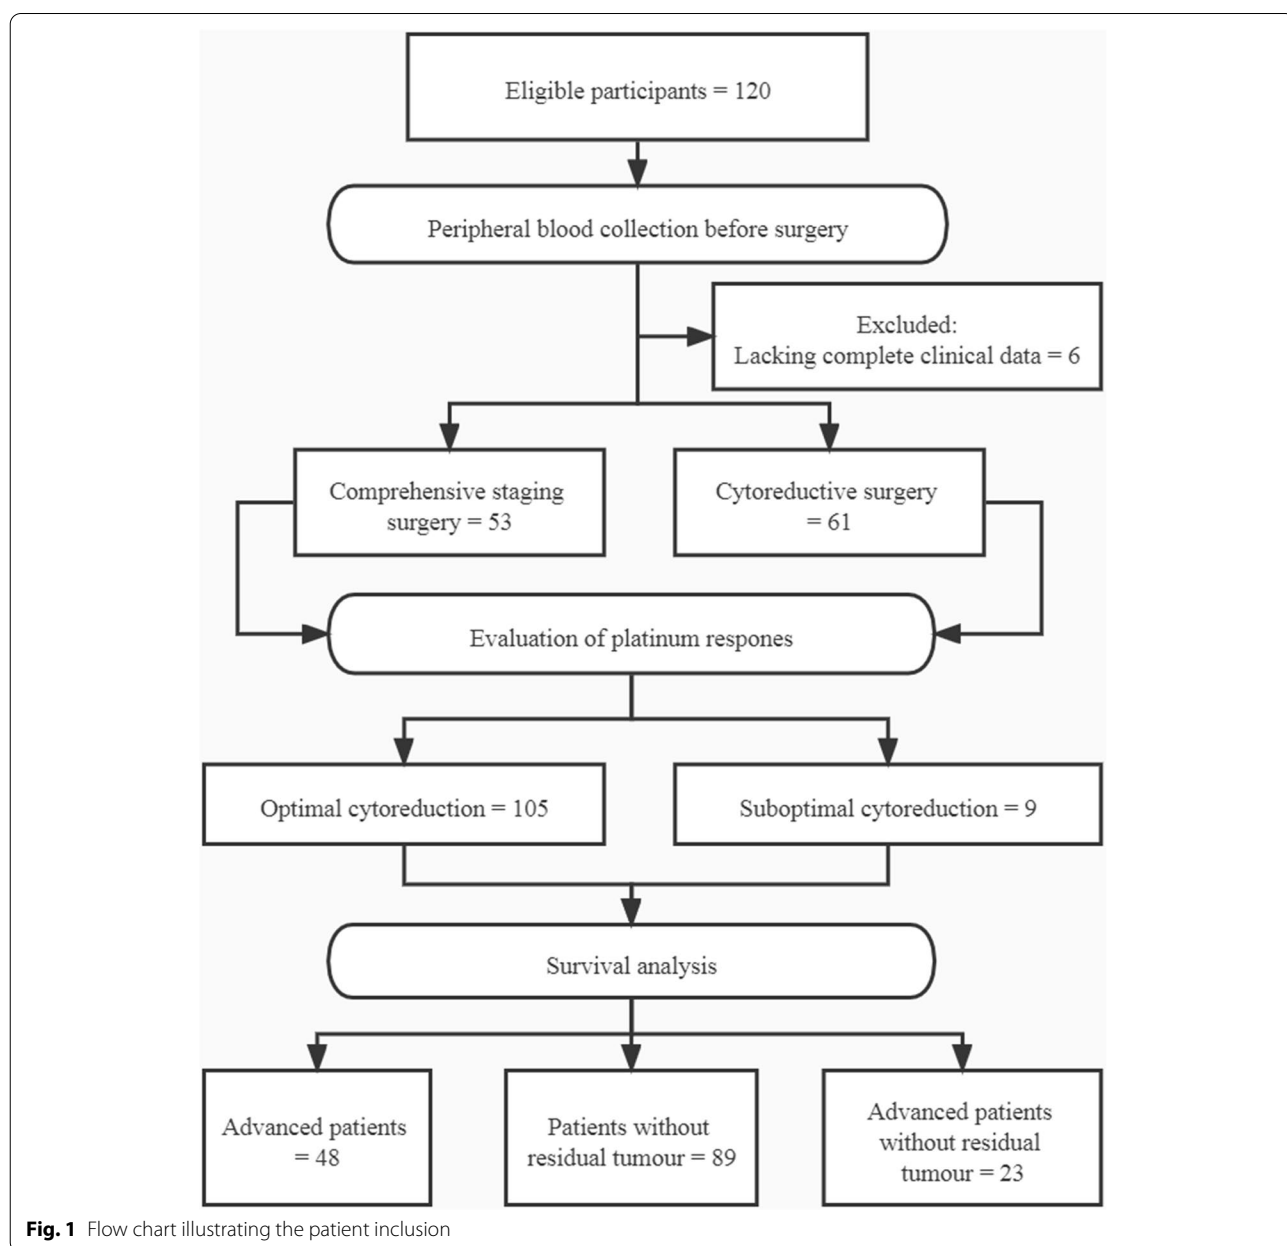 Eligible participants = 120
Peripheral blood collection before surgery
Excluded:
Lacking complete clinical data = 6
Comprehensive staging
surgery = 53
Cytoreductive surgery
= 61
Evaluation of platinum respones
Optimal cytoreduction = 105
Suboptimal cytoreduction = 9
Survival analysis
Advanced patients
= 48
Patients without
residual tumour = 89
Advanced patients
without residual
tumour = 23
Fig. 1 Flow chart illustrating the patient inclusion